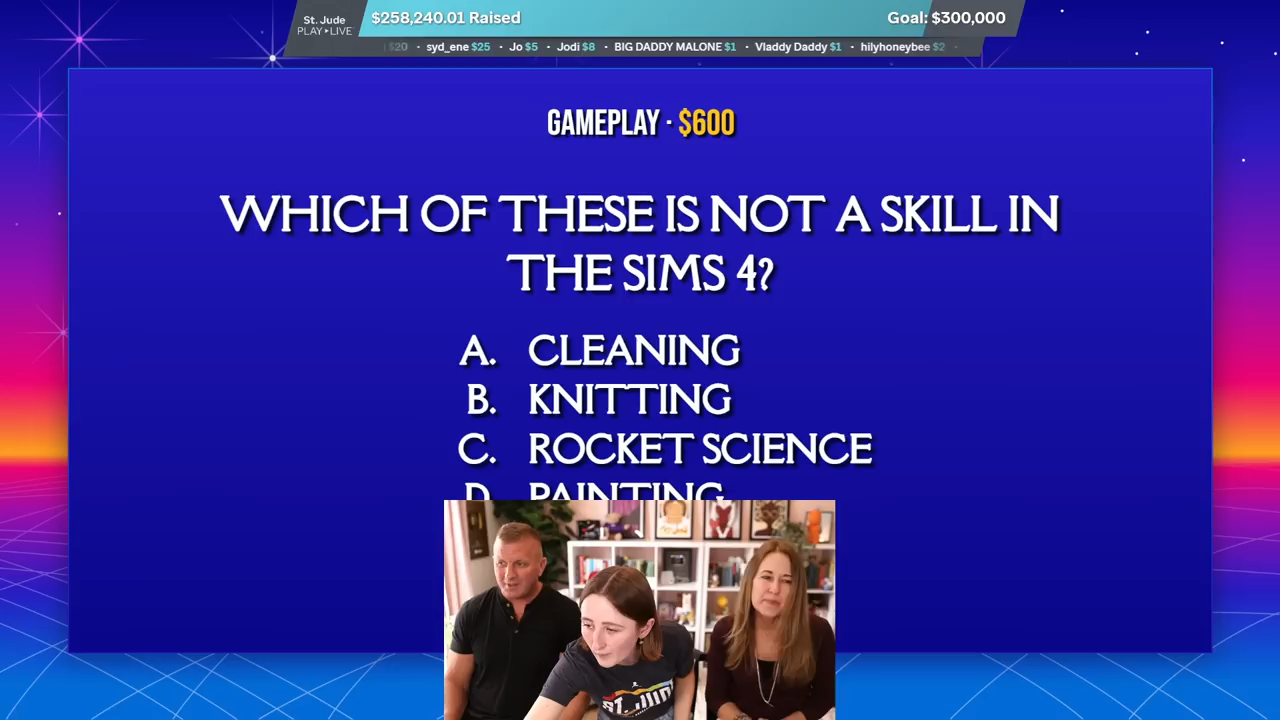 St. Jude
PLAY LIVE
$258,240.01 Raised
Goal: $300,000
$20 · syd_ene $25 · Jo $5 · Jodi $8 · BIG DADDY MALONE $1 · Vladdy Daddy $1 · hilyhoneybee $2 ·
GAMEPLAY · $600
WHICH OF THESE IS NOT A SKILL IN
THE SIMS 4?
A. CLEANING
B. KNITTING
C. ROCKET SCIENCE
D. PAINTING
ST. JUDE